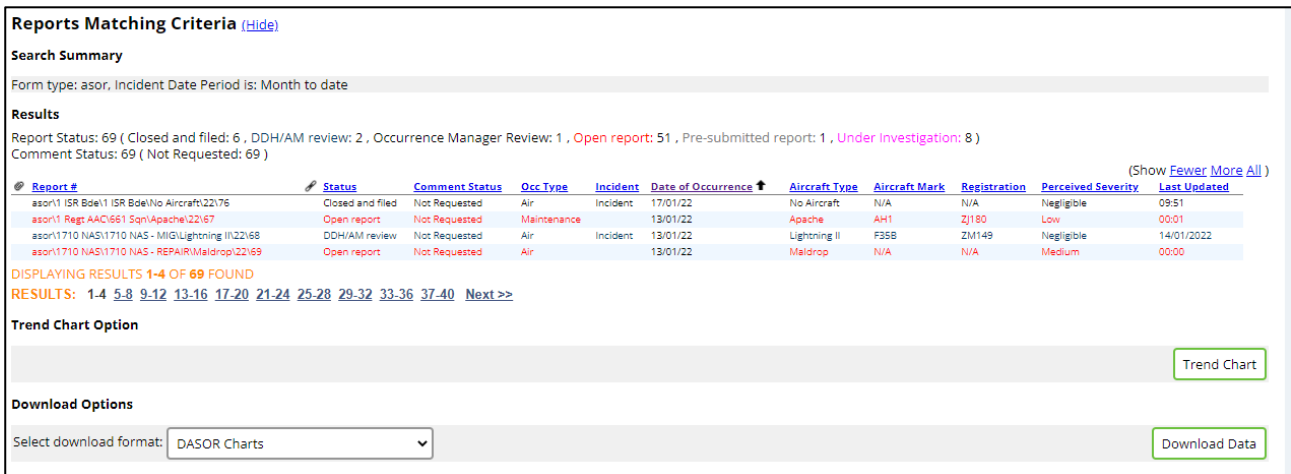 Reports Matching Criteria (Hide)
Search Summary
Form type: asor, Incident Date Period is: Month to date
Results
Report Status: 69 ( Closed and filed: 6 , DDH/AM review: 2 , Occurrence Manager Review: 1 , Open report: 51 , Pre-submitted report: 1 , Under Investigation: 8 )
Comment Status: 69 ( Not Requested: 69 )
(Show Fewer More All )
Report # Status Comment Status Occ Type Incident Date of Occurrence Aircraft Type Aircraft Mark Registration Perceived Severity Last Updated
asor\1 ISR Bde\1 ISR Bde\No Aircraft\22\76 Closed and filed Not Requested Air Incident 17/01/22 No Aircraft N/A N/A Negligible 09:51
asor\1 Regt AAC\661 Sqn\Apache\22\67 Open report Not Requested Maintenance 13/01/22 Apache AH1 ZJ180 Low 00:01
asor\1710 NAS\1710 NAS - MIG\Lightning II\22\68 DDH/AM review Not Requested Air Incident 13/01/22 Lightning II F35B ZM149 Negligible 14/01/2022
asor\1710 NAS\1710 NAS - REPAIR\Maldrop\22\69 Open report Not Requested Air 13/01/22 Maldrop N/A N/A Medium 00:00
DISPLAYING RESULTS 1-4 OF 69 FOUND
RESULTS: 1-4 5-8 9-12 13-16 17-20 21-24 25-28 29-32 33-36 37-40 Next >>
Trend Chart Option
Trend Chart
Download Options
Select download format: DASOR Charts Download Data